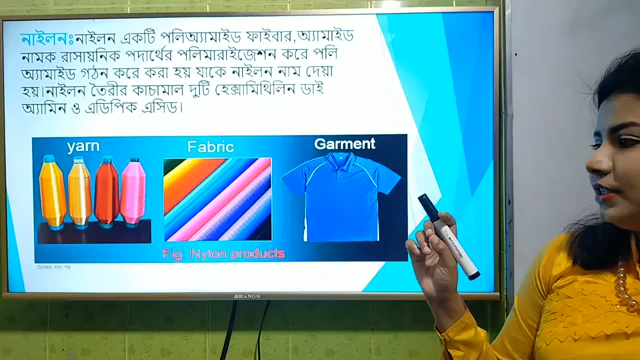 নাইলনঃনাইলন একটি পলিঅ্যামাইড ফাইবার,অ্যামাইড
নামক রাসায়নিক পদার্থের পলিমারাইজেশন করে পলি
অ্যামাইড গঠন করে করা হয় যাকে নাইলন নাম দেয়া
হয়।নাইলন তৈরীর কাচামাল দুটি হেক্সামিথিলিন ডাই
অ্যামিন ও এডিপিক এসিড।
yarn Fabric Garment
Fig Nylon products